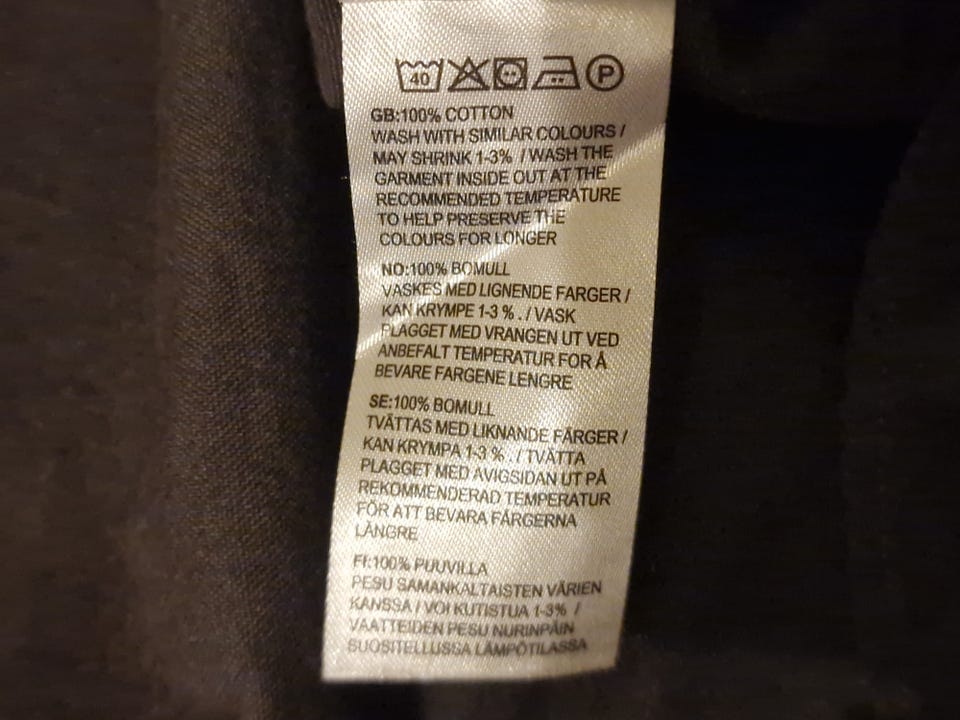 40 P
GB:100% COTTON
WASH WITH SIMILAR COLOURS /
MAY SHRINK 1-3% / WASH THE
GARMENT INSIDE OUT AT THE
RECOMMENDED TEMPERATURE
TO HELP PRESERVE THE
COLOURS FOR LONGER
NO:100% BOMULL
VASKES MED LIGNENDE FARGER /
KAN KRYMPE 1-3 % . / VASK
PLAGGET MED VRANGEN UT VED
ANBEFALT TEMPERATUR FOR Å
BEVARE FARGENE LENGRE
SE:100% BOMULL
TVÄTTAS MED LIKNANDE FÄRGER /
KAN KRYMPA 1-3 % . / TVÄTTA
PLAGGET MED AVIGSIDAN UT PÅ
REKOMMENDERAD TEMPERATUR
FÖR ATT BEVARA FÄRGERNA
LÄNGRE
FI:100% PUUVILLA
PESU SAMANKALTAISTEN VÄRIEN
KANSSA / VOI KUTISTUA 1-3% /
VAATTEIDEN PESU NURINPÄIN
SUOSITELLUSSA LÄMPÖTILASSA